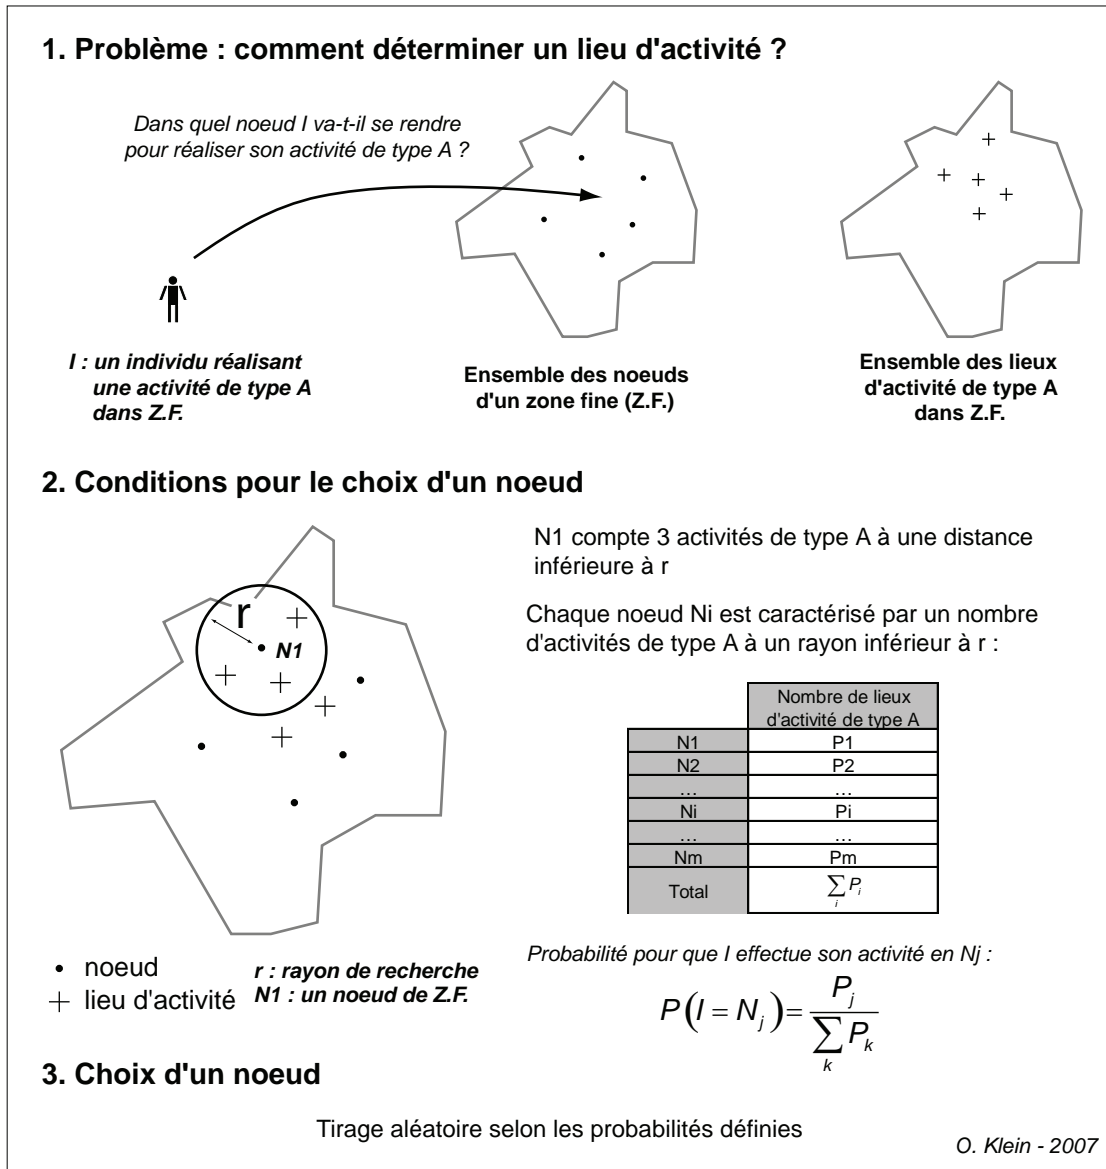 1. Problème : comment déterminer un lieu d'activité ?
Dans quel noeud I va-t-il se rendre
pour réaliser son activité de type A ?
I : un individu réalisant
une activité de type A
dans Z.F.
Ensemble des noeuds
d'un zone fine (Z.F.)
Ensemble des lieux
d'activité de type A
dans Z.F.
2. Conditions pour le choix d'un noeud
r
N1
N1 compte 3 activités de type A à une distance
inférieure à r
Chaque noeud Ni est caractérisé par un nombre
d'activités de type A à un rayon inférieur à r :
Nombre de lieux
d'activité de type A
N1 P1
N2 P2
... ...
Ni Pi
... ...
Nm Pm
Total ∑ P_i
i
noeud
lieu d'activité
r : rayon de recherche
N1 : un noeud de Z.F.
Probabilité pour que I effectue son activité en Nj :
P(I = N_j) = P_j / ∑ P_k
k
3. Choix d'un noeud
Tirage aléatoire selon les probabilités définies
O. Klein - 2007